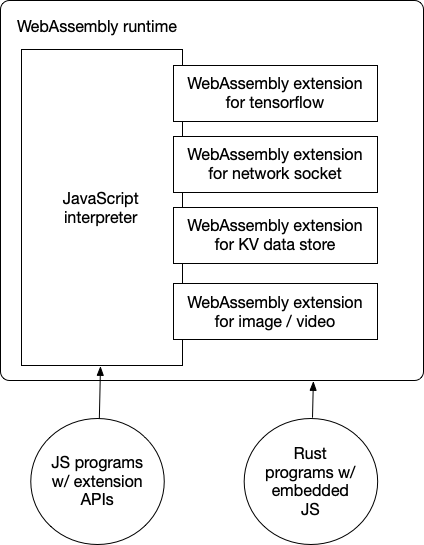 WebAssembly runtime
WebAssembly extension
for tensorflow
WebAssembly extension
for network socket
JavaScript
interpreter
WebAssembly extension
for KV data store
WebAssembly extension
for image / video
JS programs
w/ extension
APIs
Rust
programs w/
embedded
JS